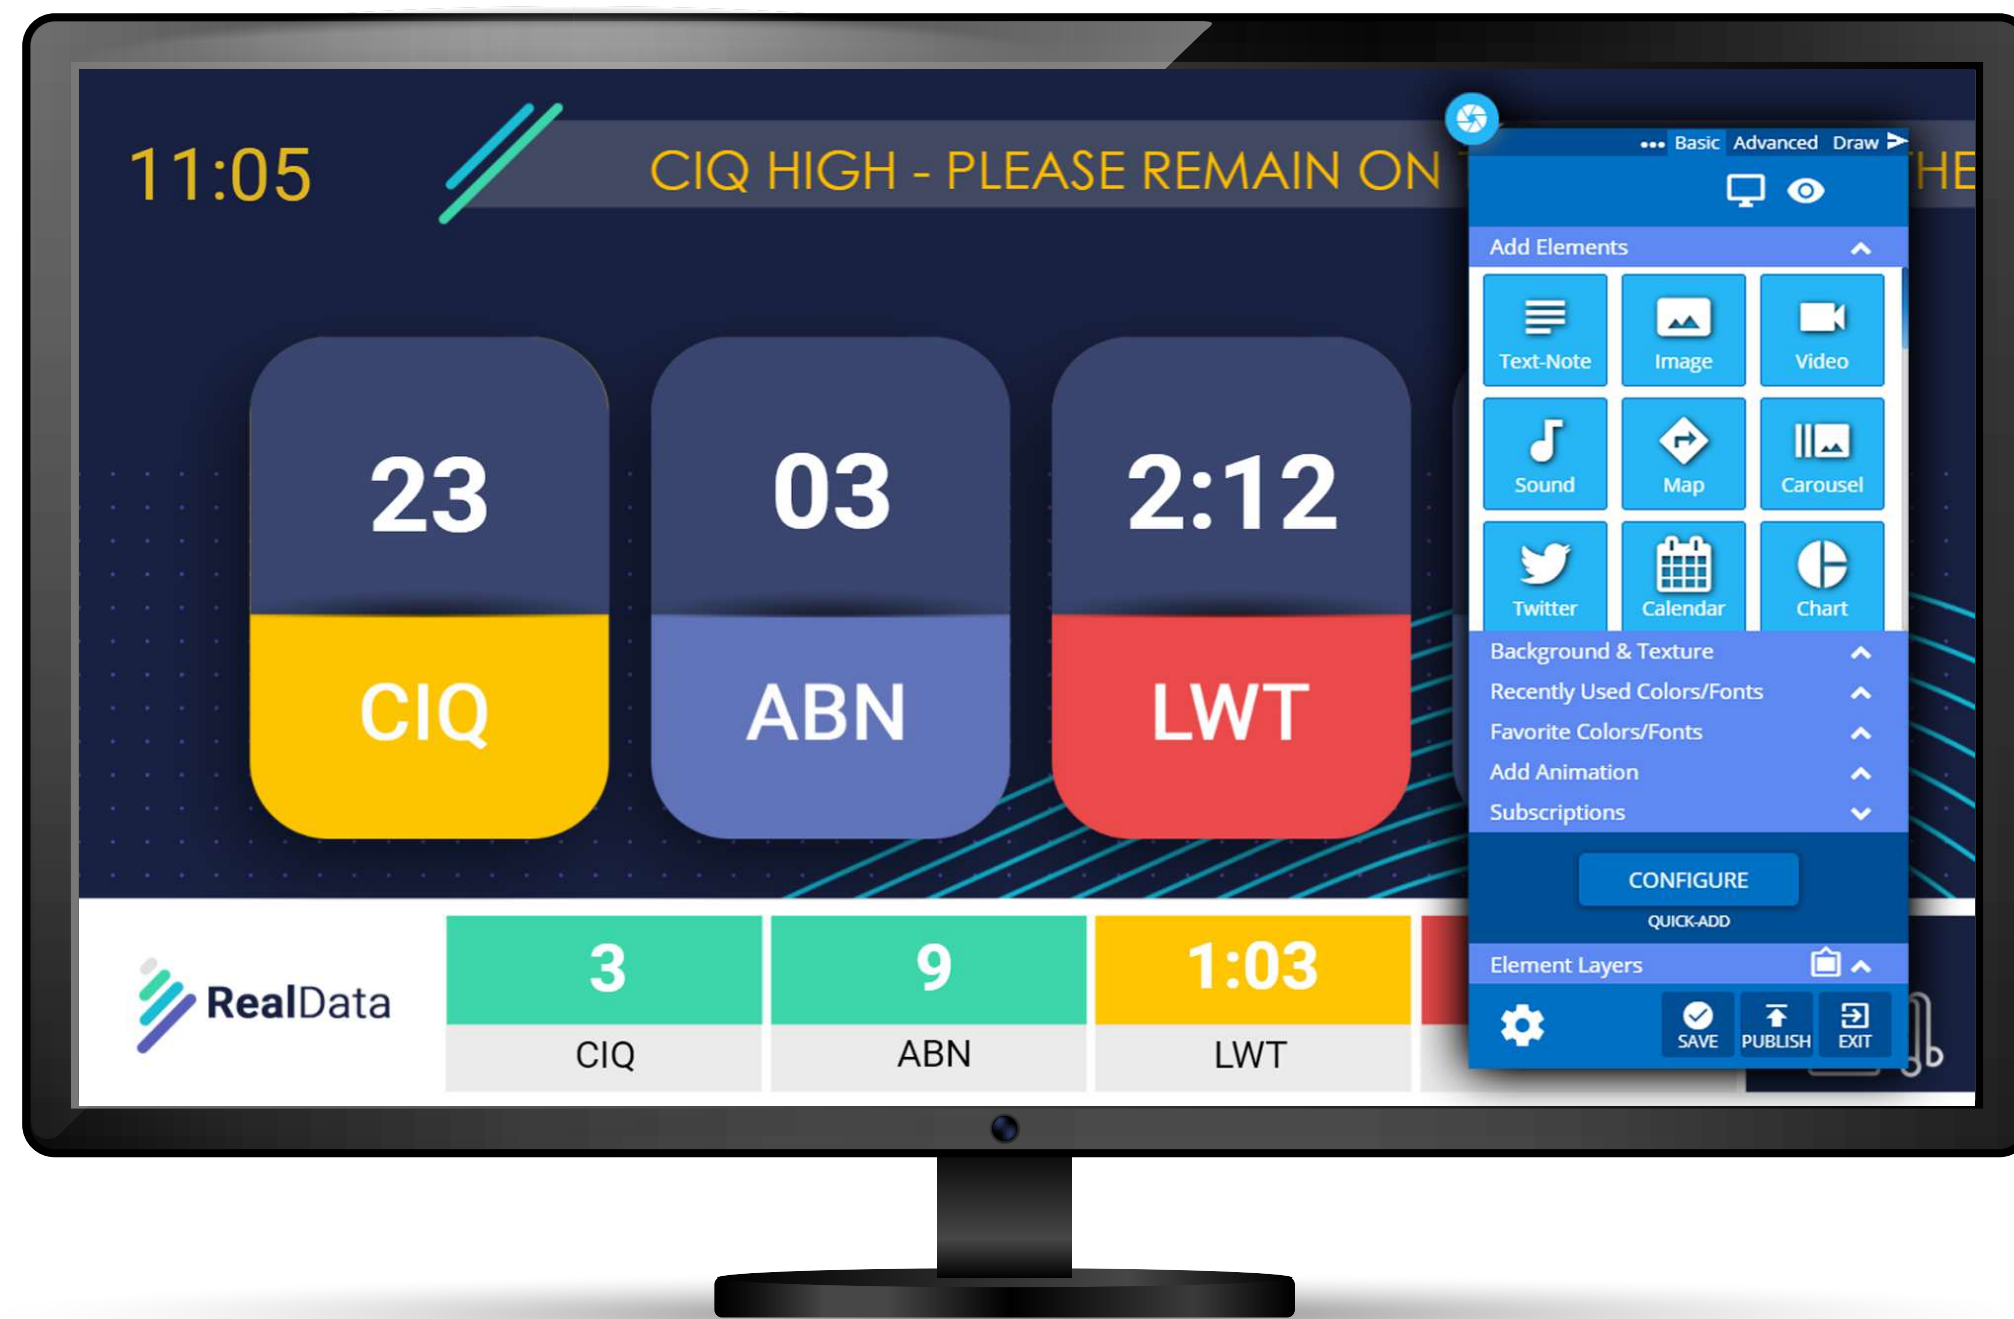 11:05
CIQ HIGH - PLEASE REMAIN ON
HE
23
CIQ
03
ABN
2:12
LWT
Basic Advanced Draw
Add Elements
Text-Note Image Video
Sound Map Carousel
Twitter Calendar Chart
Background & Texture
Recently Used Colors/Fonts
Favorite Colors/Fonts
Add Animation
Subscriptions
CONFIGURE
QUICK-ADD
Element Layers
SAVE PUBLISH EXIT
RealData
3
CIQ
9
ABN
1:03
LWT